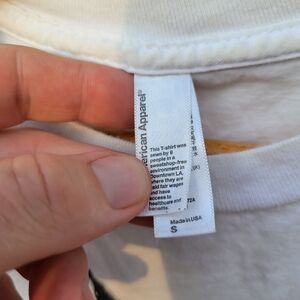 American Apparel®
This T-shirt was
sewn by 8
people in a
sweatshop-free
environment in
Downtown LA,
where they are
paid fair wages
and have
access to
healthcare and
benefits.
72A
Made in USA
S